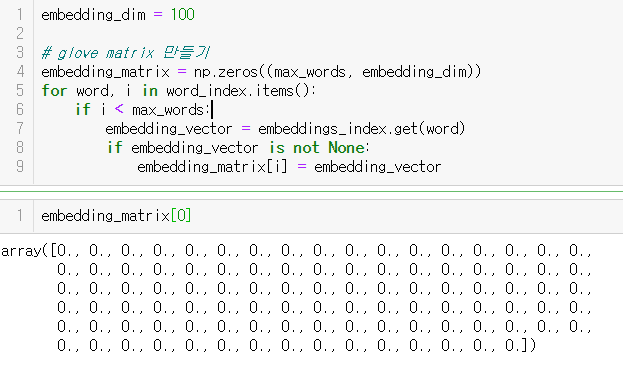 1 embedding_dim = 100
2
3 # glove matrix 만들기
4 embedding_matrix = np.zeros((max_words, embedding_dim))
5 for word, i in word_index.items():
6     if i < max_words:
7         embedding_vector = embeddings_index.get(word)
8         if embedding_vector is not None:
9             embedding_matrix[i] = embedding_vector
1 embedding_matrix[0]
array([0., 0., 0., 0., 0., 0., 0., 0., 0., 0., 0., 0., 0., 0., 0., 0., 0.,
       0., 0., 0., 0., 0., 0., 0., 0., 0., 0., 0., 0., 0., 0., 0., 0., 0.,
       0., 0., 0., 0., 0., 0., 0., 0., 0., 0., 0., 0., 0., 0., 0., 0., 0.,
       0., 0., 0., 0., 0., 0., 0., 0., 0., 0., 0., 0., 0., 0., 0., 0., 0.,
       0., 0., 0., 0., 0., 0., 0., 0., 0., 0., 0., 0., 0., 0., 0., 0., 0.,
       0., 0., 0., 0., 0., 0., 0., 0., 0., 0., 0., 0., 0., 0., 0.])